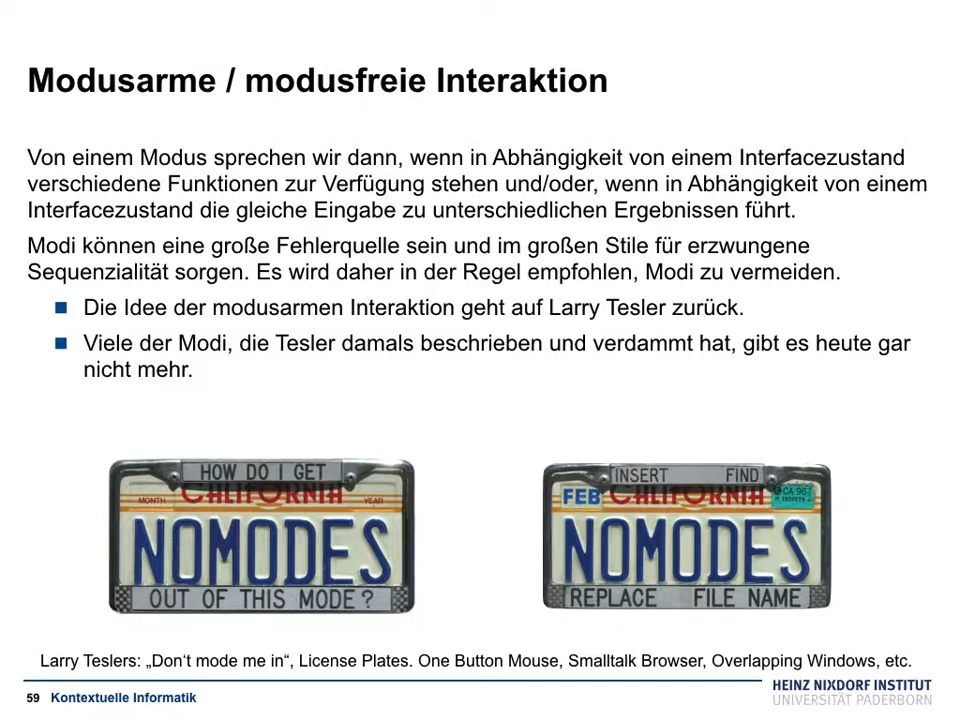 Modusarme / modusfreie Interaktion
Von einem Modus sprechen wir dann, wenn in Abhängigkeit von einem Interfacezustand
verschiedene Funktionen zur Verfügung stehen und/oder, wenn in Abhängigkeit von einem
Interfacezustand die gleiche Eingabe zu unterschiedlichen Ergebnissen führt.
Modi können eine große Fehlerquelle sein und im großen Stile für erzwungene
Sequenzialität sorgen. Es wird daher in der Regel empfohlen, Modi zu vermeiden.
Die Idee der modusarmen Interaktion geht auf Larry Tesler zurück.
Viele der Modi, die Tesler damals beschrieben und verdammt hat, gibt es heute gar
nicht mehr.
HOW DO I GET
MONTH CALIFORNIA YEAR
NOMODES
OUT OF THIS MODE?
INSERT FIND
FEB CALIFORNIA CA 96
NOMODES
REPLACE FILE NAME
Larry Teslers: „Don‘t mode me in“, License Plates. One Button Mouse, Smalltalk Browser, Overlapping Windows, etc.
59 Kontextuelle Informatik
HEINZ NIXDORF INSTITUT
UNIVERSITÄT PADERBORN